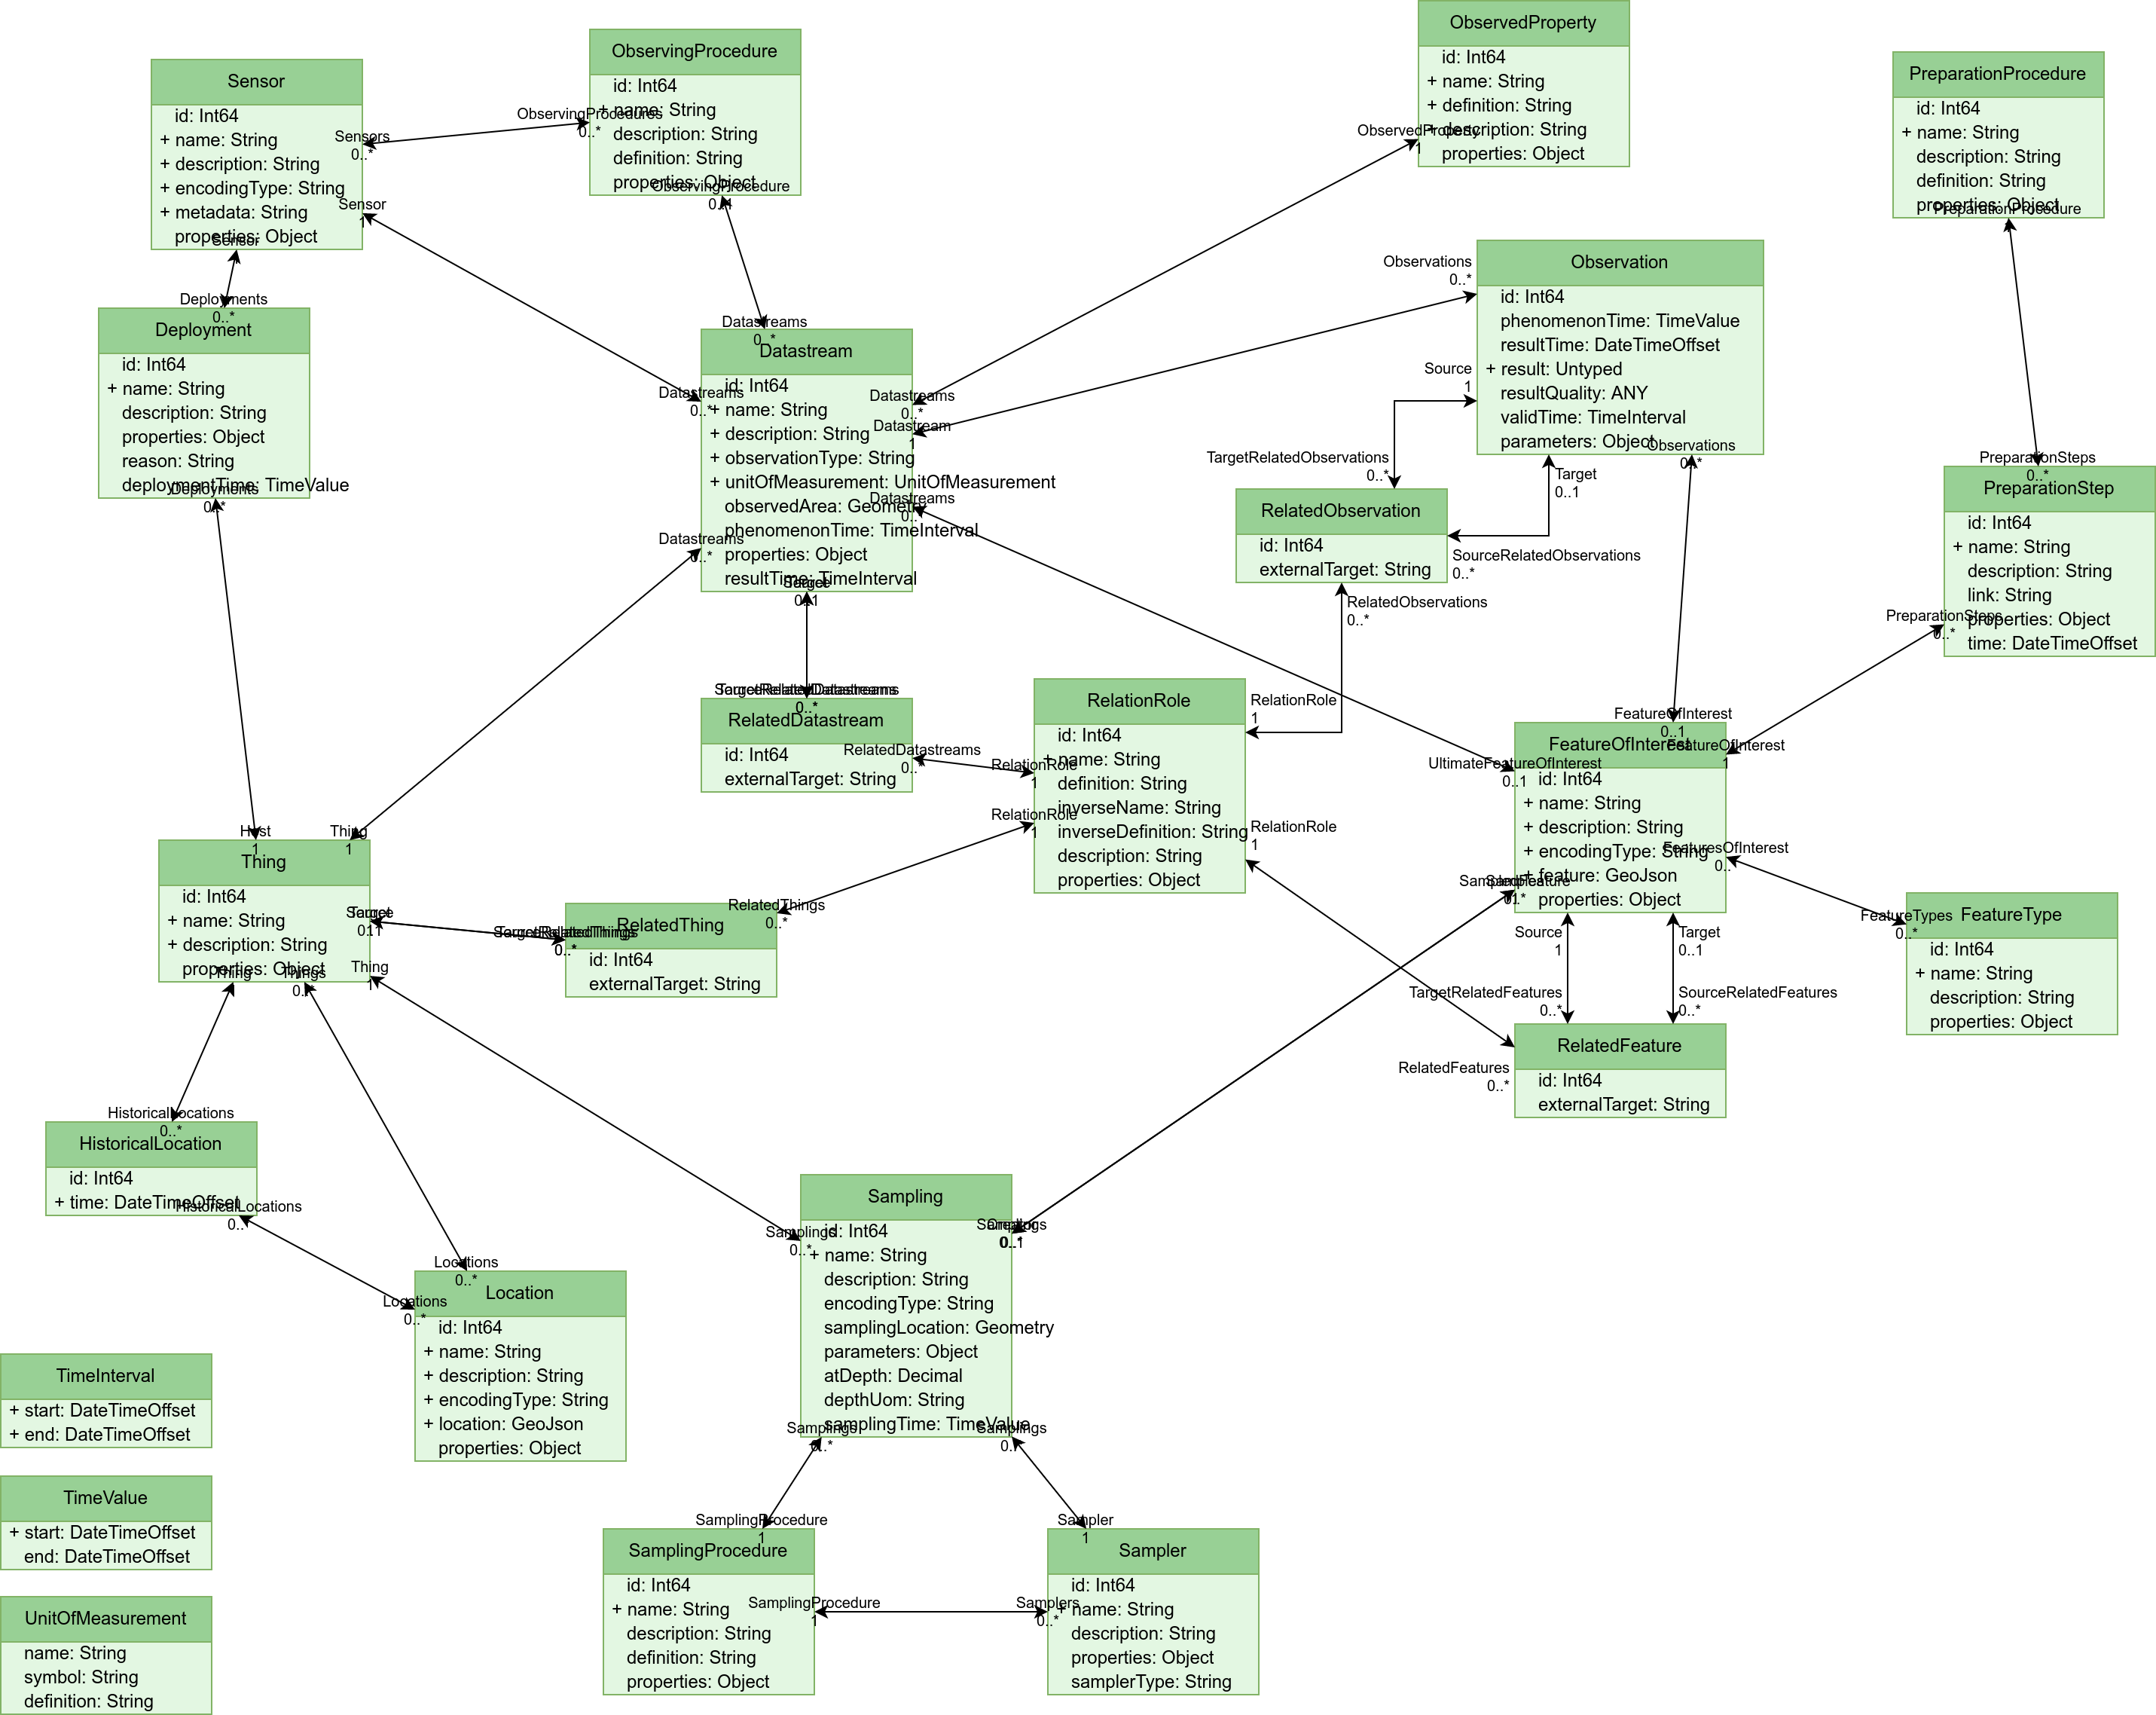 Sensor
id: Int64
+ name: String
+ description: String
+ encodingType: String
+ metadata: String
properties: Object
ObservingProcedure
id: Int64
+ name: String
description: String
definition: String
properties: Object
ObservedProperty
id: Int64
+ name: String
+ definition: String
+ description: String
properties: Object
PreparationProcedure
id: Int64
+ name: String
description: String
definition: String
properties: Object
Sensors
0..*
ObservingProcedures
0..*
Sensor
1
ObservingProcedure
ObservedProperty
1
PreparationProcedure
Sensor
Deployments
0..*
Deployment
id: Int64
+ name: String
description: String
properties: Object
reason: String
deploymentTime: TimeValue
Deployments
0..*
Datastreams
0..*
Datastream
id: Int64
+ name: String
+ description: String
+ observationType: String
+ unitOfMeasurement: UnitOfMeasurement
observedArea: Geometry
phenomenonTime: TimeInterval
properties: Object
resultTime: TimeInterval
Datastreams
0..*
Datastreams
0..*
Datastream
1
Datastreams
0..*
Datastreams
0..*
Observations
0..*
Observation
id: Int64
phenomenonTime: TimeValue
resultTime: DateTimeOffset
+ result: Untyped
resultQuality: ANY
validTime: TimeInterval
parameters: Object
Source
1
Target
0..1
Observations
0..*
TargetRelatedObservations
0..*
RelatedObservation
id: Int64
externalTarget: String
SourceRelatedObservations
0..*
RelatedObservations
0..*
PreparationSteps
0..*
PreparationStep
id: Int64
+ name: String
description: String
link: String
properties: Object
time: DateTimeOffset
PreparationSteps
0..*
Source
Target
SourceRelatedDatastreams
TargetRelatedDatastreams
0..*
RelatedDatastream
id: Int64
externalTarget: String
RelatedDatastreams
0..*
RelationRole
id: Int64
+ name: String
definition: String
inverseName: String
inverseDefinition: String
description: String
properties: Object
RelationRole
1
RelationRole
1
RelationRole
1
RelationRole
1
FeatureOfInterest
0..1
FeatureOfInterest
id: Int64
+ name: String
+ description: String
+ encodingType: String
+ feature: GeoJson
properties: Object
FeatureOfInterest
1
UltimateFeatureOfInterest
0..1
FeaturesOfInterest
0..*
SampledFeature
Source
1
Target
0..1
TargetRelatedFeatures
0..*
SourceRelatedFeatures
0..*
RelatedFeature
id: Int64
externalTarget: String
RelatedFeatures
0..*
FeatureTypes
0..*
FeatureType
id: Int64
+ name: String
description: String
properties: Object
Host
1
Thing
1
Thing
id: Int64
+ name: String
+ description: String
properties: Object
Source
Target
Thing
Things
0..*
Thing
1
SourceRelatedThings
TargetRelatedThings
0..*
RelatedThing
id: Int64
externalTarget: String
RelatedThings
0..*
HistoricalLocations
0..*
HistoricalLocation
id: Int64
+ time: DateTimeOffset
HistoricalLocations
0..*
Locations
0..*
Locations
0..*
Location
id: Int64
+ name: String
+ description: String
+ encodingType: String
+ location: GeoJson
properties: Object
Samplings
0..*
Sampling
id: Int64
+ name: String
description: String
encodingType: String
samplingLocation: Geometry
parameters: Object
atDepth: Decimal
depthUom: String
samplingTime: TimeValue
Samplings
Samplings
0..*
Samplings
0..*
SamplingProcedure
1
SamplingProcedure
id: Int64
+ name: String
description: String
definition: String
properties: Object
SamplingProcedure
1
Samplers
0..*
Sampler
1
Sampler
id: Int64
+ name: String
description: String
properties: Object
samplerType: String
TimeInterval
+ start: DateTimeOffset
+ end: DateTimeOffset
TimeValue
+ start: DateTimeOffset
end: DateTimeOffset
UnitOfMeasurement
name: String
symbol: String
definition: String